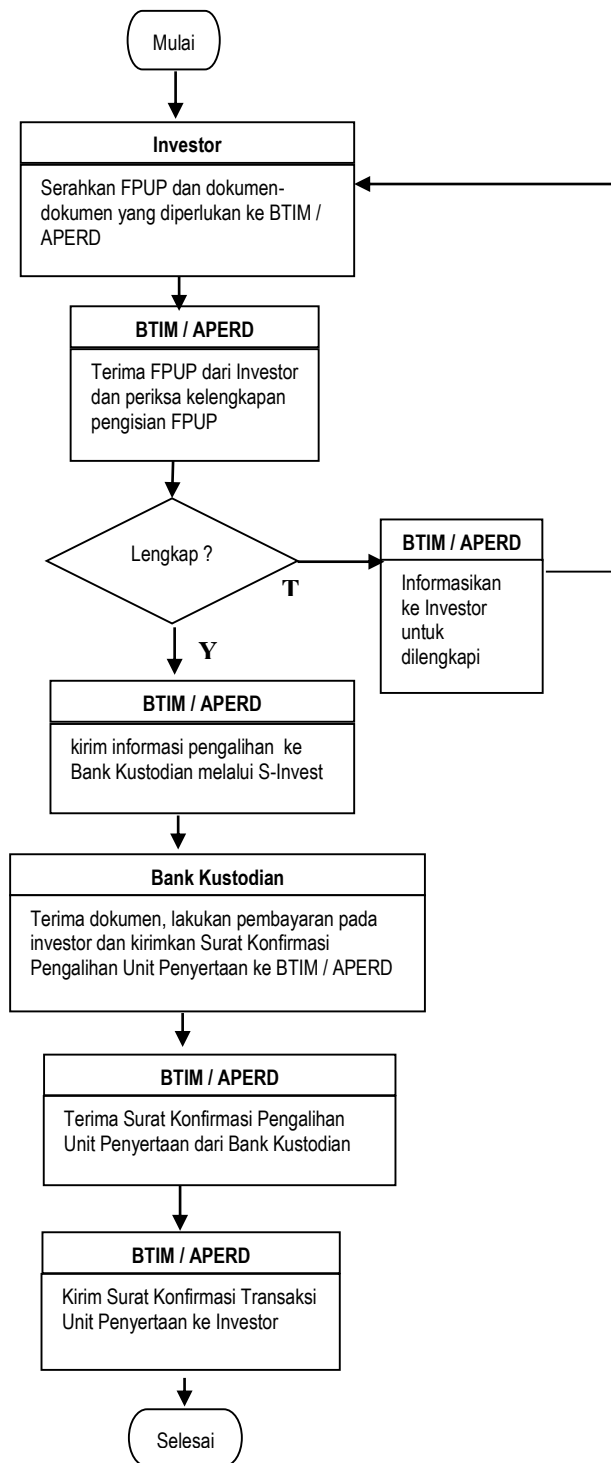 Mulai
Investor
Serahkan FPUP dan dokumen-
dokumen yang diperlukan ke BTIM /
APERD
BTIM / APERD
Terima FPUP dari Investor
dan periksa kelengkapan
pengisian FPUP
Lengkap ?
T
BTIM / APERD
Informasikan
ke Investor
untuk
dilengkapi
Y
BTIM / APERD
kirim informasi pengalihan ke
Bank Kustodian melalui S-Invest
Bank Kustodian
Terima dokumen, lakukan pembayaran pada
investor dan kirimkan Surat Konfirmasi
Pengalihan Unit Penyertaan ke BTIM / APERD
BTIM / APERD
Terima Surat Konfirmasi Pengalihan
Unit Penyertaan dari Bank Kustodian
BTIM / APERD
Kirim Surat Konfirmasi Transaksi
Unit Penyertaan ke Investor
Selesai